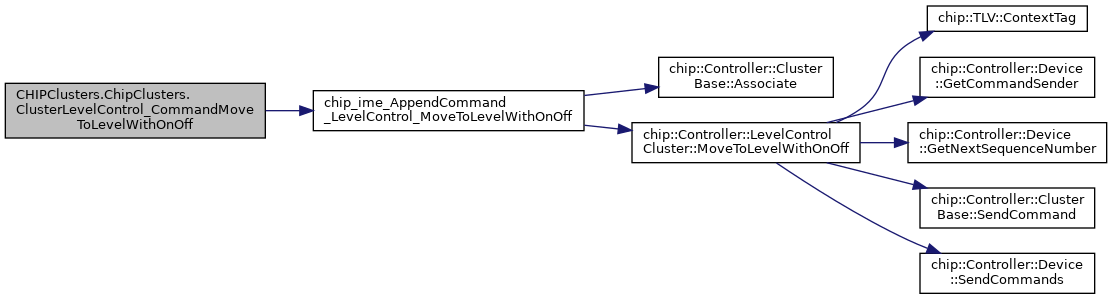 CHIPClusters.ChipClusters.
ClusterLevelControl_CommandMove
ToLevelWithOnOff
chip_ime_AppendCommand
_LevelControl_MoveToLevelWithOnOff
chip::Controller::Cluster
Base::Associate
chip::Controller::LevelControl
Cluster::MoveToLevelWithOnOff
chip::TLV::ContextTag
chip::Controller::Device
::GetCommandSender
chip::Controller::Device
::GetNextSequenceNumber
chip::Controller::Cluster
Base::SendCommand
chip::Controller::Device
::SendCommands